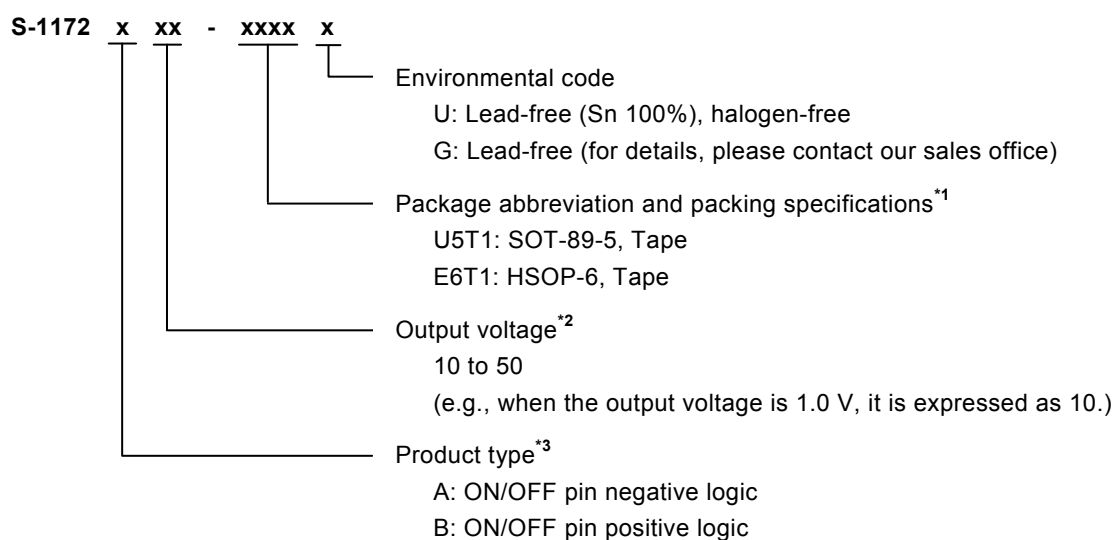 S-1172 x xx - xxxx x
Environmental code
U: Lead-free (Sn 100%), halogen-free
G: Lead-free (for details, please contact our sales office)
Package abbreviation and packing specifications*1
U5T1: SOT-89-5, Tape
E6T1: HSOP-6, Tape
Output voltage*2
10 to 50
(e.g., when the output voltage is 1.0 V, it is expressed as 10.)
Product type*3
A: ON/OFF pin negative logic
B: ON/OFF pin positive logic